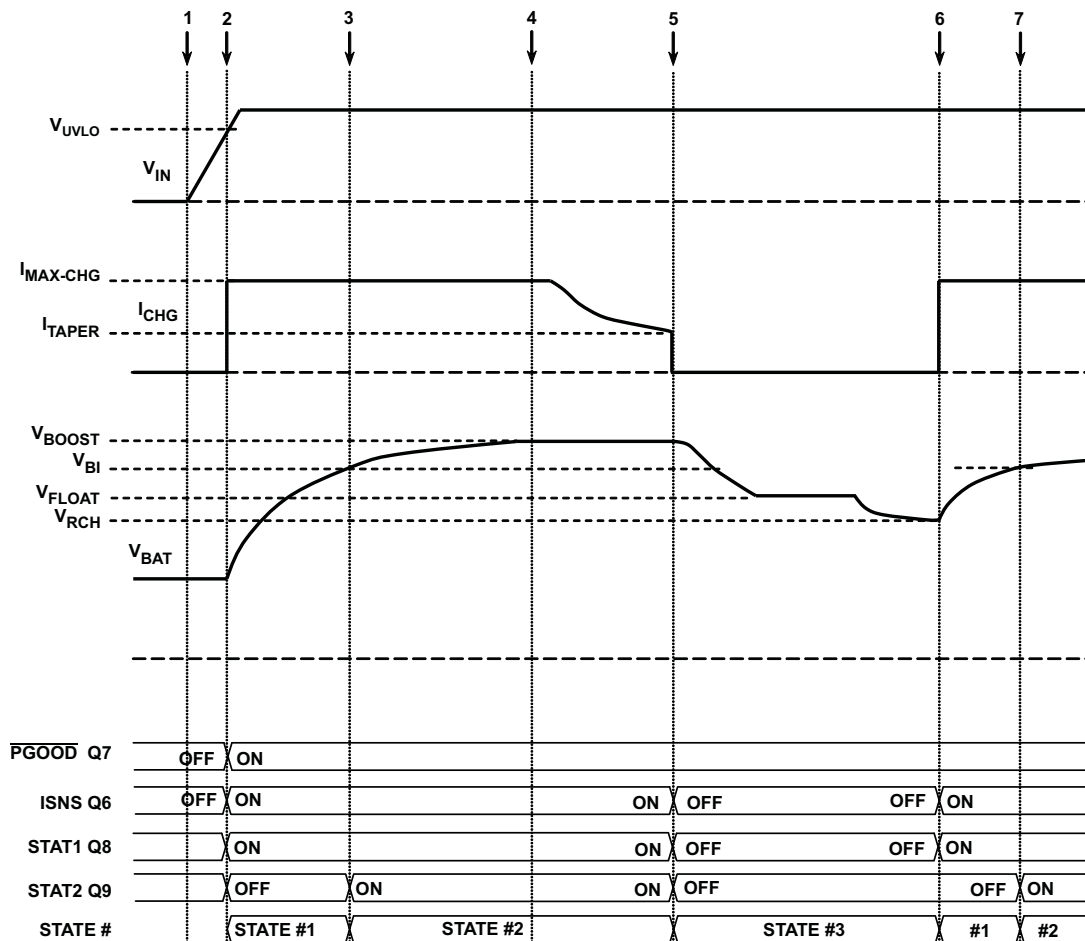 1 2 3 4 5 6 7
VUVLO
VIN
IMAX-CHG
ICHG
ITAPER
VBOOST
VBI
VFLOAT
VRCH
VBAT
PGOOD Q7 OFF ON
ISNS Q6 OFF ON ON OFF OFF ON
STAT1 Q8 ON ON OFF OFF ON
STAT2 Q9 OFF ON ON OFF OFF ON
STATE # STATE #1 STATE #2 STATE #3 #1 #2